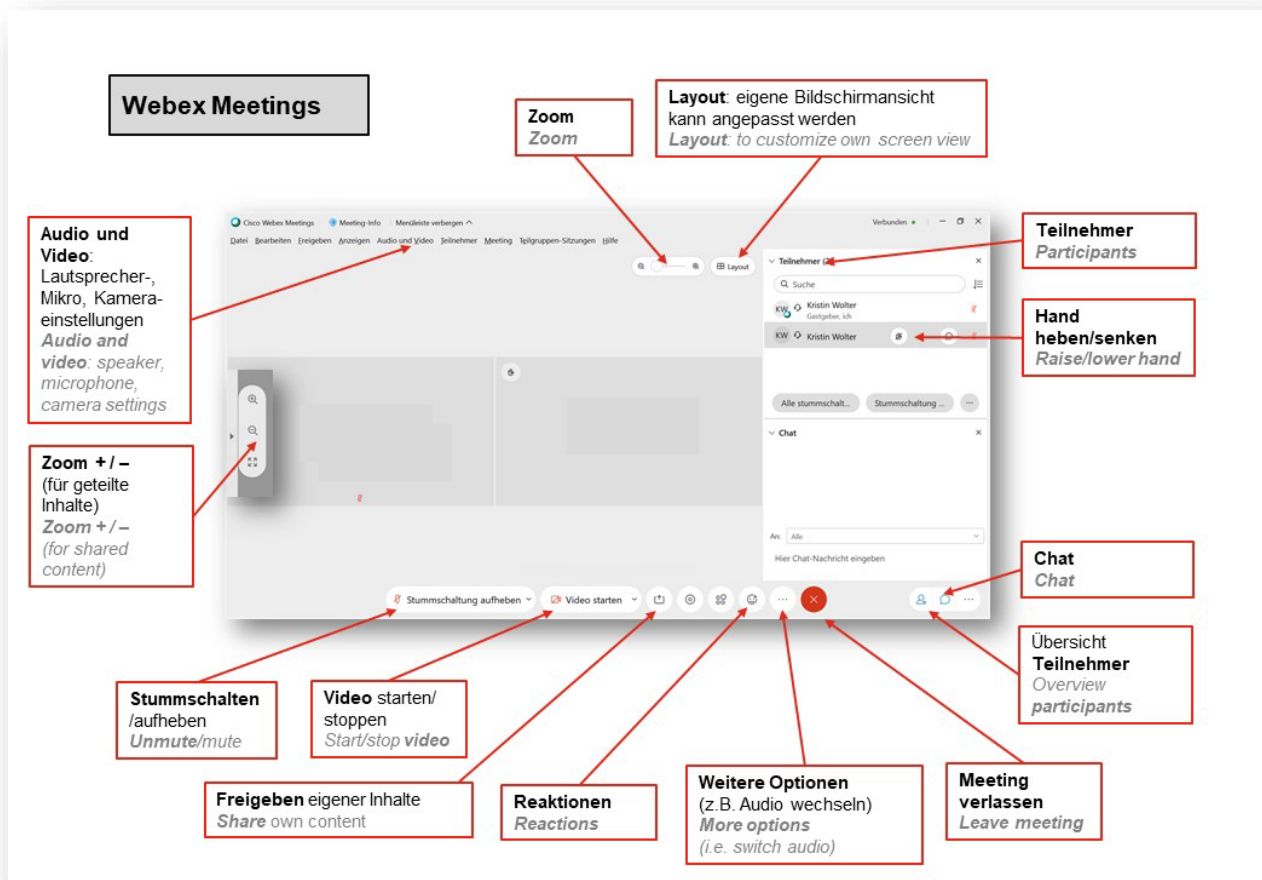 Webex Meetings
Zoom
Zoom
Layout: eigene Bildschirmansicht
kann angepasst werden
Layout: to customize own screen view
Audio und
Video:
Lautsprecher-,
Mikro, Kamera-
einstellungen
Audio and
video: speaker,
microphone,
camera settings
Zoom + / –
(für geteilte
Inhalte)
Zoom + / –
(for shared
content)
Cisco Webex Meetings Meeting-Info Menüleiste verbergen Verbunden
Datei Bearbeiten Freigeben Anzeigen Audio und Video Teilnehmer Meeting Teilgruppen-Sitzungen Hilfe
Layout
Teilnehmer
Suche
KW Kristin Wolter
Gastgeber, ich
KW Kristin Wolter
Alle stummschalt... Stummschaltung ... ...
Chat
An: Alle
Hier Chat-Nachricht eingeben
Stummschaltung aufheben Video starten
Teilnehmer
Participants
Hand
heben/senken
Raise/lower hand
Chat
Chat
Übersicht
Teilnehmer
Overview
participants
Stummschalten
/aufheben
Unmute/mute
Video starten/
stoppen
Start/stop video
Freigeben eigener Inhalte
Share own content
Reaktionen
Reactions
Weitere Optionen
(z.B. Audio wechseln)
More options
(i.e. switch audio)
Meeting
verlassen
Leave meeting